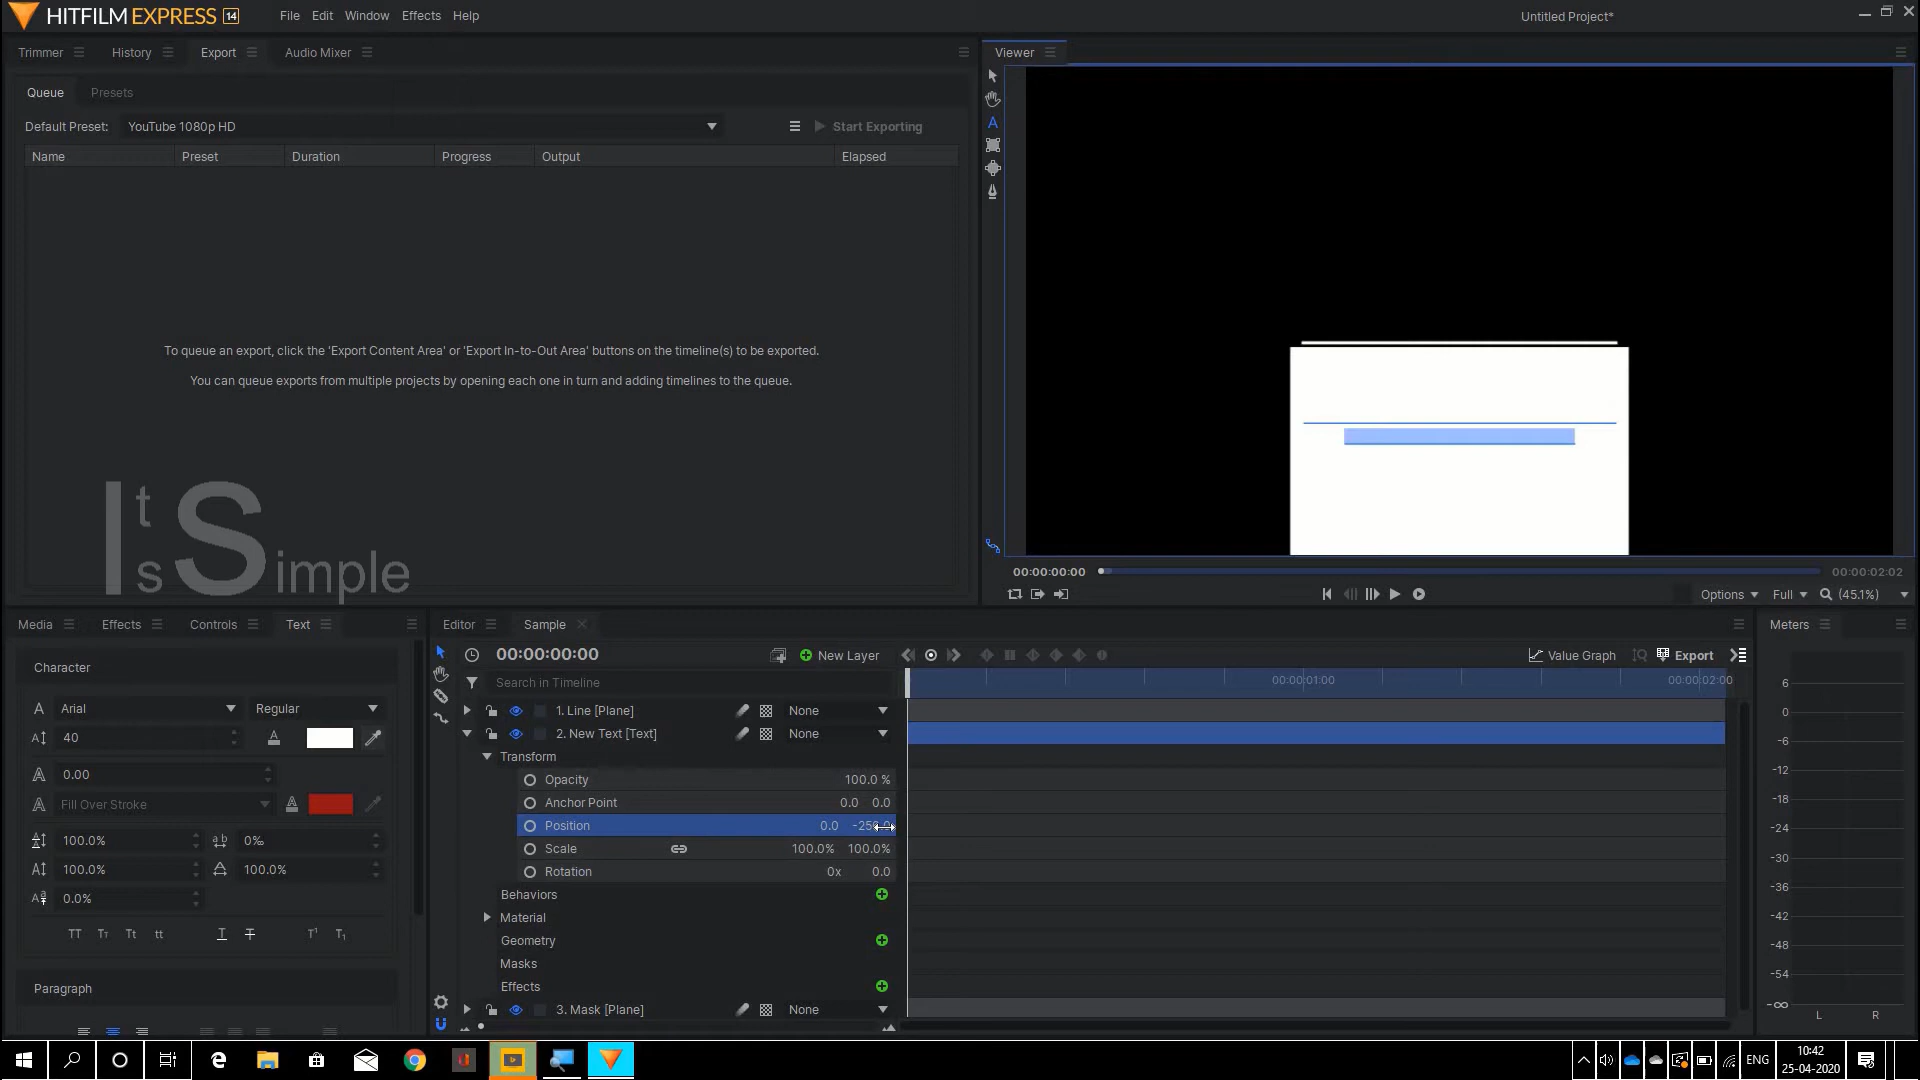 HITFILM EXPRESS 14
File Edit Window Effects Help
Untitled Project*
Trimmer History Export Audio Mixer
Viewer
Queue Presets
Default Preset: YouTube 1080p HD
Start Exporting
Name Preset Duration Progress Output Elapsed
To queue an export, click the 'Export Content Area' or 'Export In-to-Out Area' buttons on the timeline(s) to be exported.
You can queue exports from multiple projects by opening each one in turn and adding timelines to the queue.
It
s Simple
00:00:00:00
00:00:02:02
Options Full (45.1%)
Media Effects Controls Text
Editor Sample
Meters
Character
00:00:00:00
New Layer
Value Graph
Export
Search in Timeline
00:00:01:00
00:00:02:00
A Arial Regular
40
0.00
Fill Over Stroke
100.0% 0‰
100.0% 100.0%
0.0%
TT Tт Tt tt T T T¹ T₁
Paragraph
1. Line [Plane] None
2. New Text [Text] None
Transform
Opacity 100.0 %
Anchor Point 0.0 0.0
Position 0.0
Scale 100.0% 100.0%
Rotation 0x 0.0
Behaviors
Material
Geometry
Masks
Effects
3. Mask [Plane] None
6
0
-6
-12
-18
-24
-30
-36
-42
-48
-54
-∞
L R
ENG
10:42
25-04-2020